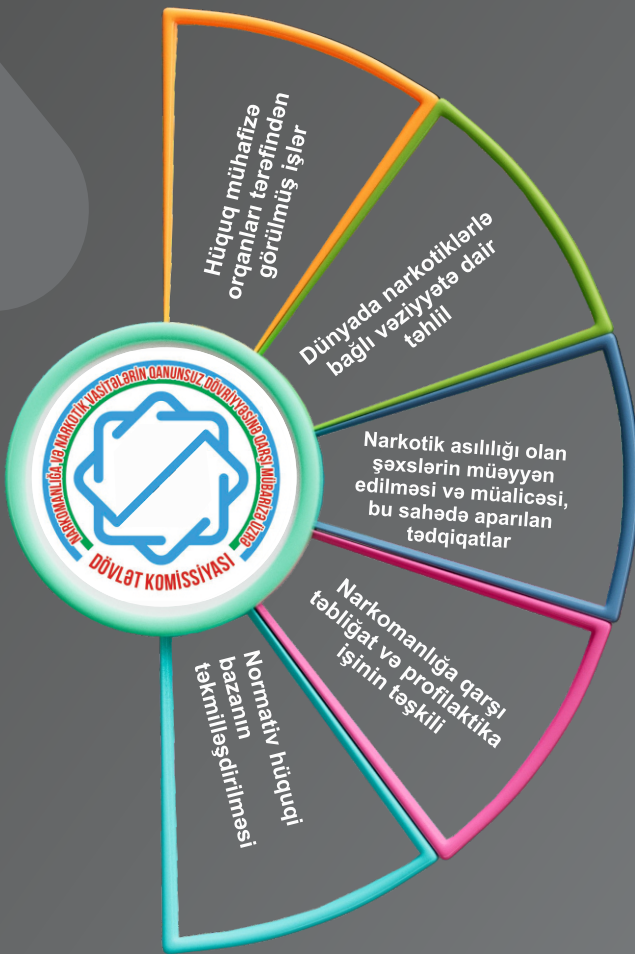 Hüquq mühafizə
orqanları tərəfindən
görülmüş işlər
Dünyada narkotiklərlə
bağlı vəziyyətə dair
təhlil
Narkotik asılılığı olan
şəxslərin müəyyən
edilməsi və müalicəsi,
bu sahədə aparılan
tədqiqatlar
Narkomanlığa qarşı
təbliğat və profilaktika
işinin təşkili
Normativ hüquqi
bazanın
təkmilləşdirilməsi
NARKOMANLIĞA VƏ NARKOTİK VASİTƏLƏRİN QANUNSUZ DÖVRİYYƏSİNƏ QARŞI MÜBARİZƏ ÜZRƏ
DÖVLƏT KOMİSSİYASI